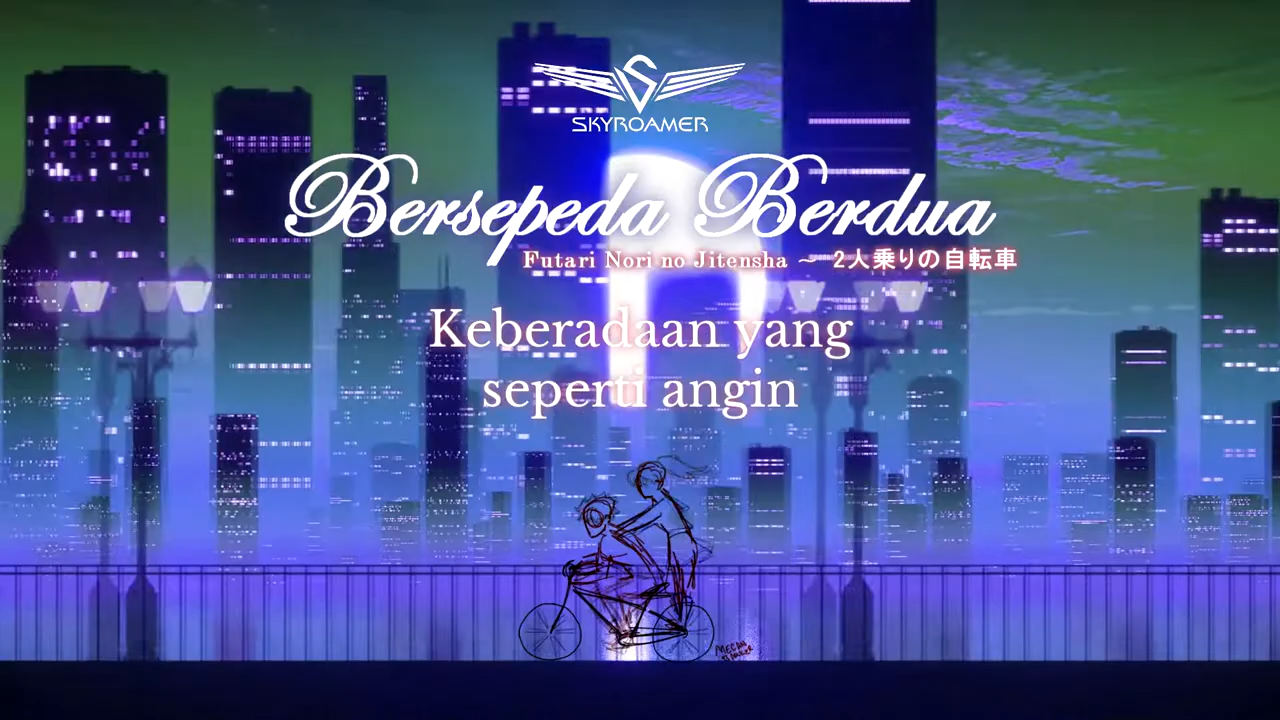 SKYROAMER
Bersepeda Berdua
Futari Nori no Jitensha ～ 2人乗りの自転車
Keberadaan yang
seperti angin